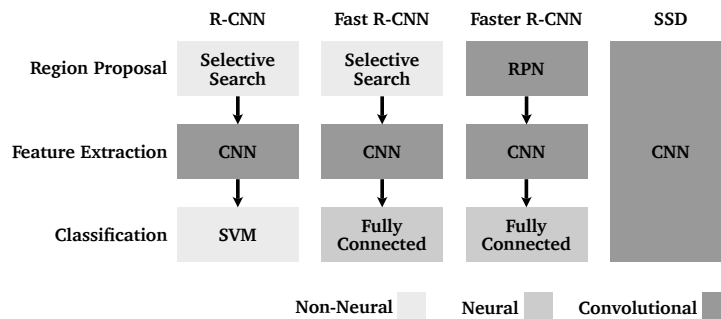 R-CNN Fast R-CNN Faster R-CNN SSD
Region Proposal
Selective
Search
Selective
Search
RPN
Feature Extraction
CNN
CNN
CNN
CNN
Classification
SVM
Fully
Connected
Fully
Connected
Non-Neural Neural Convolutional